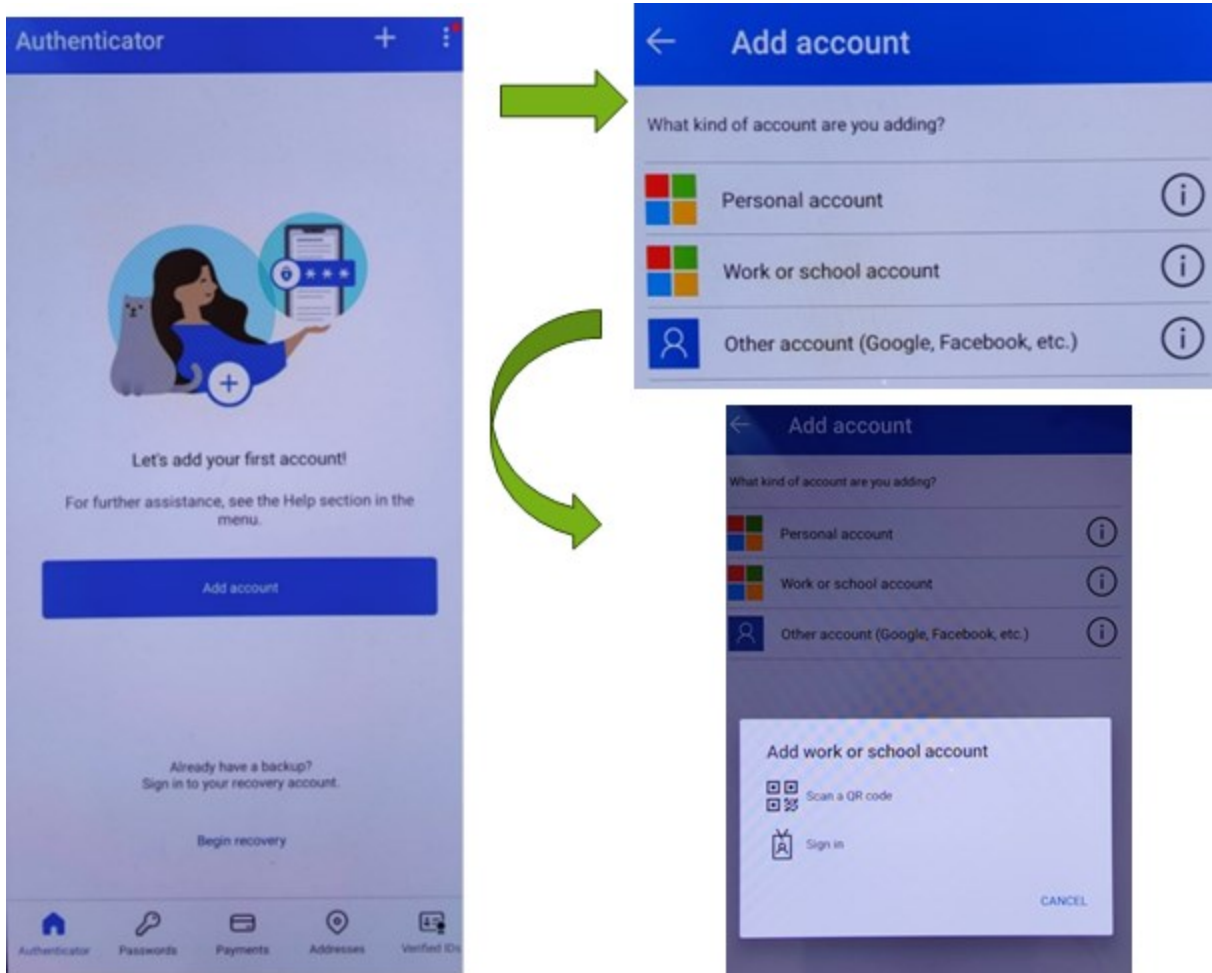 Authenticator
Let's add your first account!
For further assistance, see the Help section in the
menu.
Add account
Already have a backup?
Sign in to your recovery account.
Begin recovery
Authenticator
Passwords
Payments
Addresses
Verified IDs
Add account
What kind of account are you adding?
Personal account
Work or school account
Other account (Google, Facebook, etc.)
Add account
What kind of account are you adding?
Personal account
Work or school account
Other account (Google, Facebook, etc.)
Add work or school account
Scan a QR code
Sign in
CANCEL